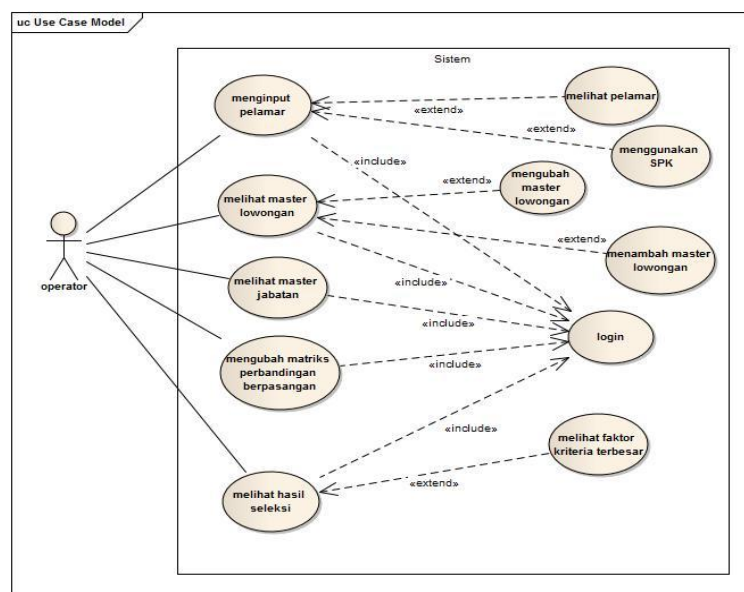 uc Use Case Model
Sistem
menginput
pelamar
melihat pelamar
«extend»
«extend»
menggunakan
SPK
«include»
mengubah
master
lowongan
«extend»
melihat master
lowongan
«extend»
menambah master
lowongan
operator
melihat master
jabatan
«include»
«include»
login
mengubah matriks
perbandingan
berpasangan
«include»
«include»
melihat faktor
kriteria terbesar
«extend»
melihat hasil
seleksi